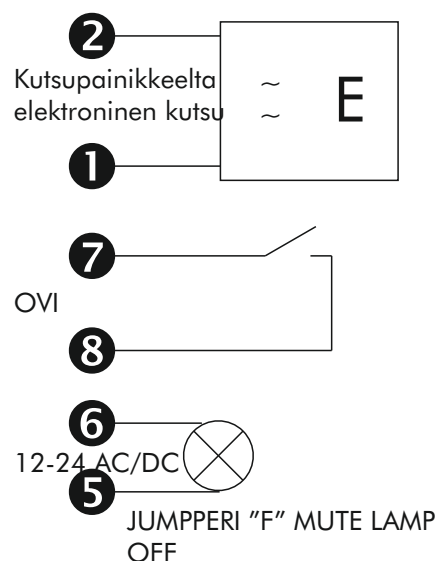 2
Kutsupainikkeelta
elektroninen kutsu
~
~
E
1
7
OVI
8
6
12-24 AC/DC
5
JUMPPERI "F" MUTE LAMP
OFF